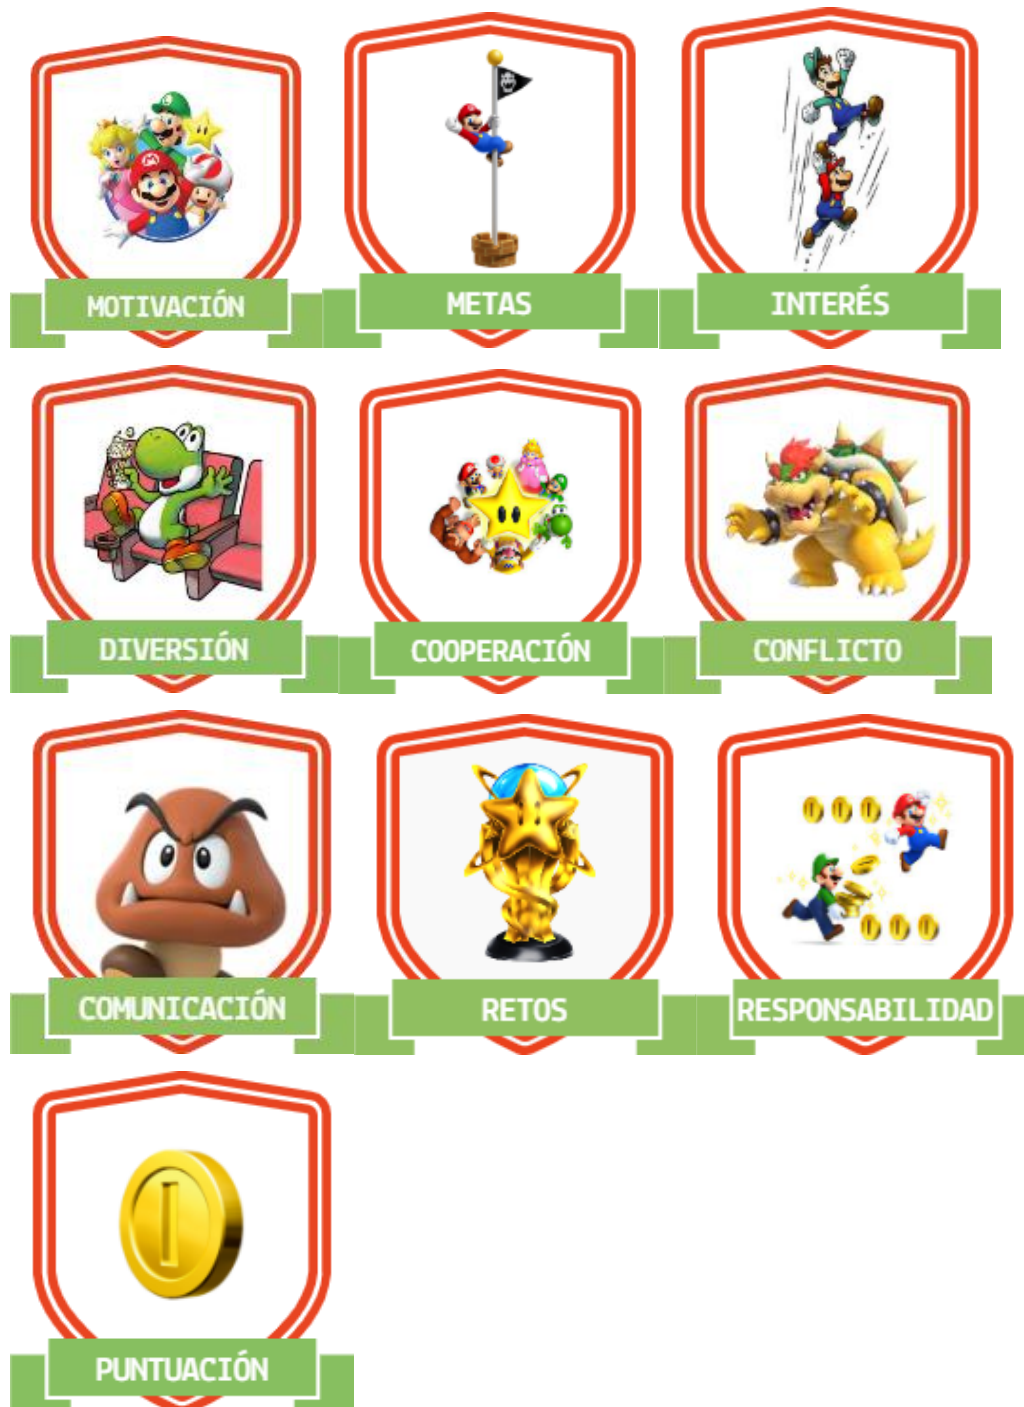 MOTIVACIÓN
METAS
INTERÉS
DIVERSIÓN
COOPERACIÓN
CONFLICTO
COMUNICACIÓN
RETOS
RESPONSABILIDAD
PUNTUACIÓN